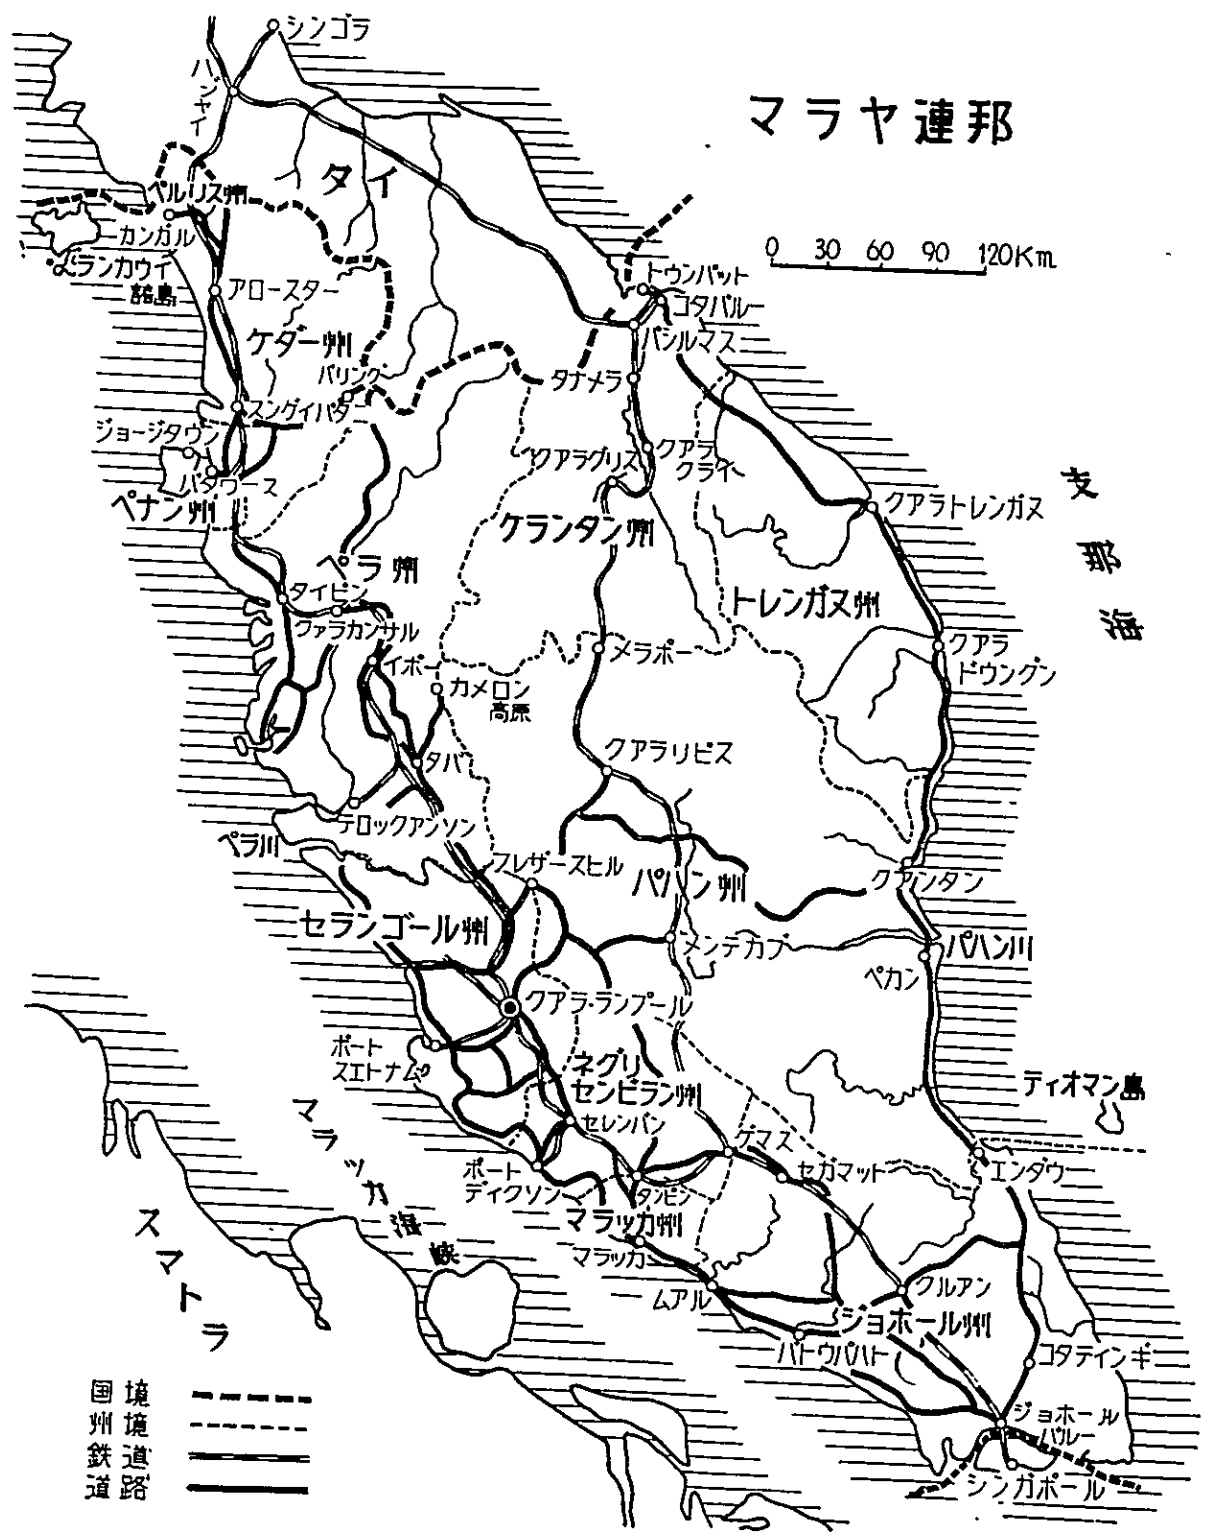 マラヤ連邦
シンゴラ
ハジャイ
タイ
ペルリス州
カンガル
ランカウイ
諸島
アロースター
0 30 60 90 120Km
トゥンパット
コタバルー
パシルマス
ケダー州
バリング
タナメラ
スンゲイパタニ
ジョージタウン
バタワース
ペナン州
クアラグリス
クアラ
クライ
ケランタン州
クアラトレンガヌ
支那海
ペラ州
トレンガヌ州
タイピン
クァラカンサル
イポー
メラポー
クアラ
ドウングン
カメロン
高原
タパー
クアラリピス
テロックアンソン
ペラ川
フレザースヒル
パハン州
クアンタン
セランゴール州
メンテカブ
パハン川
ペカン
クアラ・ランプール
ポート
スエトナム
ネグリ
センビラン州
ティオマン島
セレンバン
ゲマス
セガマット
エンダウ
ポート
ディクソン
タンピン
マラッカ州
マラッカ
マラッカ海峡
スマトラ
ムアル
クルアン
ジョホール州
バトウパハト
コタティンギ
ジョホール
バルー
シンガポール
国境
州境
鉄道
道路